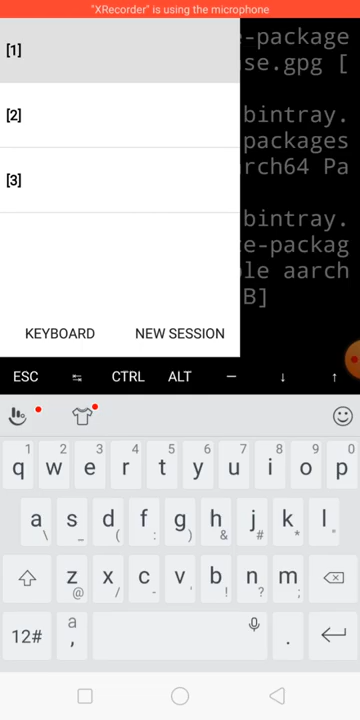 "XRecorder" is using the microphone
[1]
[2]
[3]
-package
se.gpg [
bintray.
packages
rch64 Pa
bintray.
e-packag
le aarch
B]
KEYBOARD NEW SESSION
ESC CTRL ALT — ↓ ↑
1 2 3 4 5 6 7 8 9 0
q w e r t y u i o p
a s d f g h j k l
\ _ ( : ) & # * "
z x c v b n m
@ / - ' ! ? ;
12# a , .